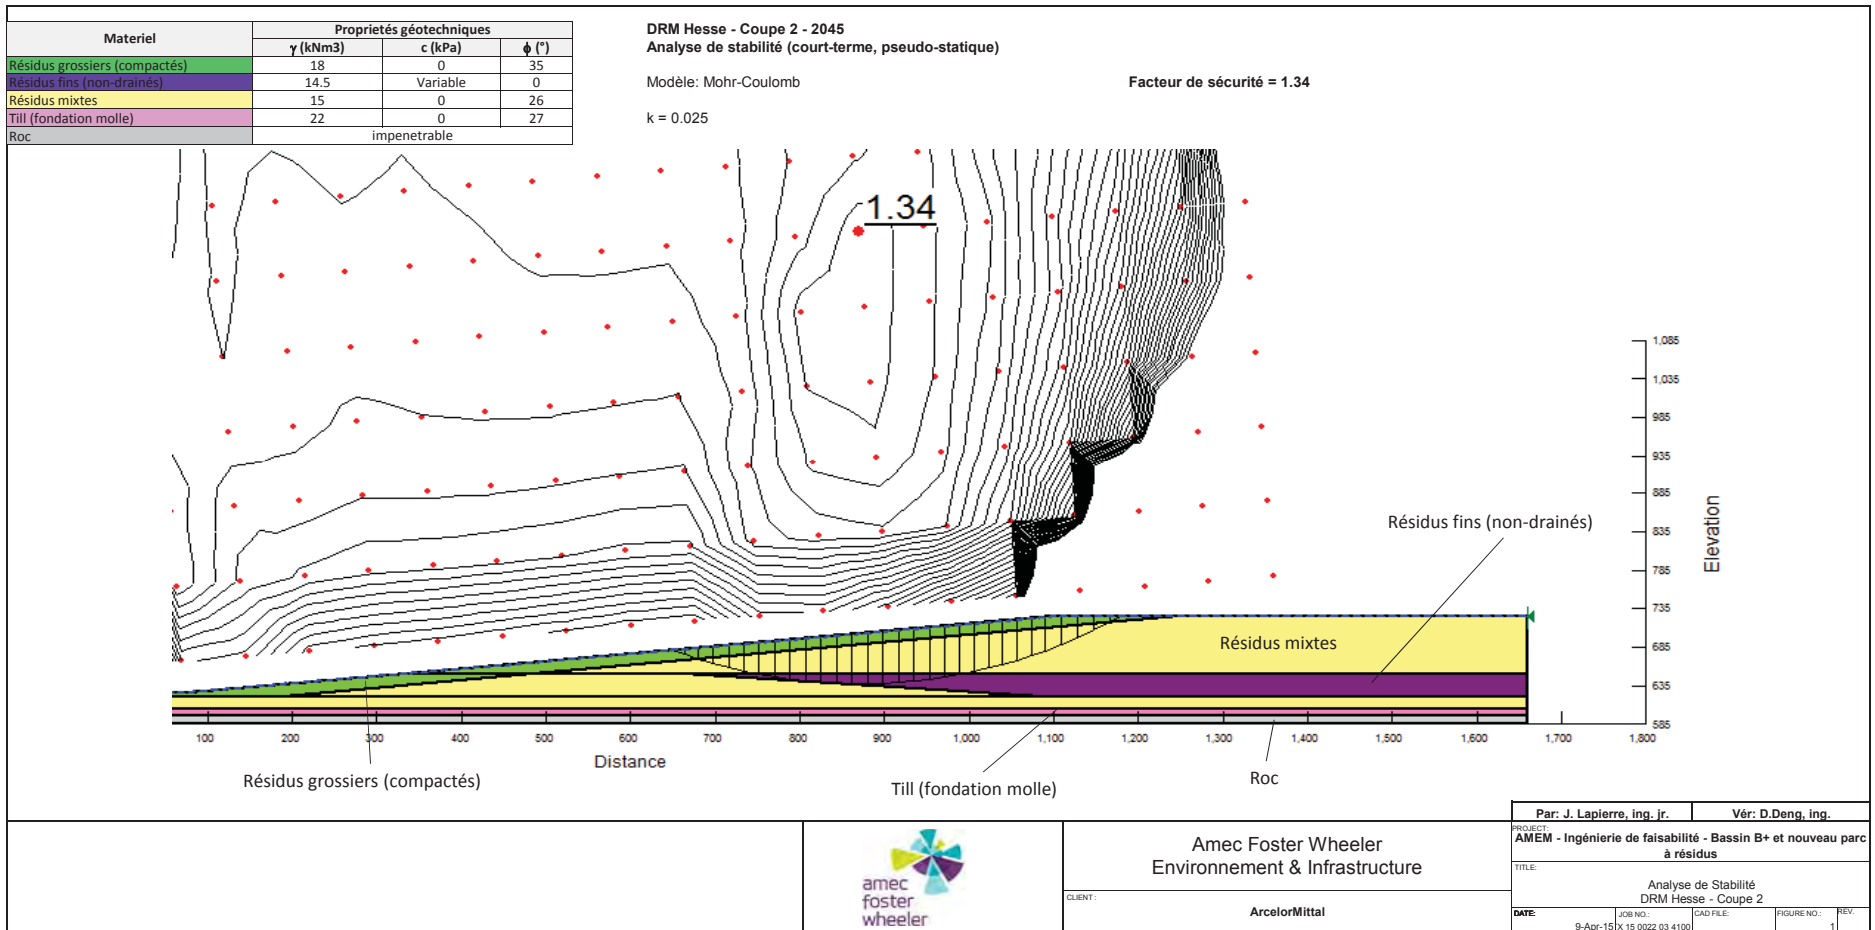 Materiel
Propriétés géotechniques
γ (kNm3) c (kPa) ϕ (°)
Résidus grossiers (compactés) 18 0 35
Résidus fins (non-drainés) 14.5 Variable 0
Résidus mixtes 15 0 26
Till (fondation molle) 22 0 27
Roc impenetrable
DRM Hesse - Coupe 2 - 2045
Analyse de stabilité (court-terme, pseudo-statique)
Modèle: Mohr-Coulomb
Facteur de sécurité = 1.34
k = 0.025
1.34
1,085
1,035
985
935
885
835
785
735
685
635
585
Elevation
Résidus fins (non-drainés)
Résidus mixtes
100 200 300 400 500 600 700 800 900 1,000 1,100 1,200 1,300 1,400 1,500 1,600 1,700 1,800
Distance
Résidus grossiers (compactés)
Till (fondation molle)
Roc
Par: J. Lapierre, ing. jr. Vér: D.Deng, ing.
PROJECT:
AMEM - Ingénierie de faisabilité - Bassin B+ et nouveau parc
à résidus
TITLE:
Analyse de Stabilité
DRM Hesse - Coupe 2
DATE: 9-Apr-15
JOB NO.: X 15 0022 03 4100
CAD FILE:
FIGURE NO.: 1
REV.
amec
foster
wheeler
Amec Foster Wheeler
Environnement & Infrastructure
CLIENT:
ArcelorMittal